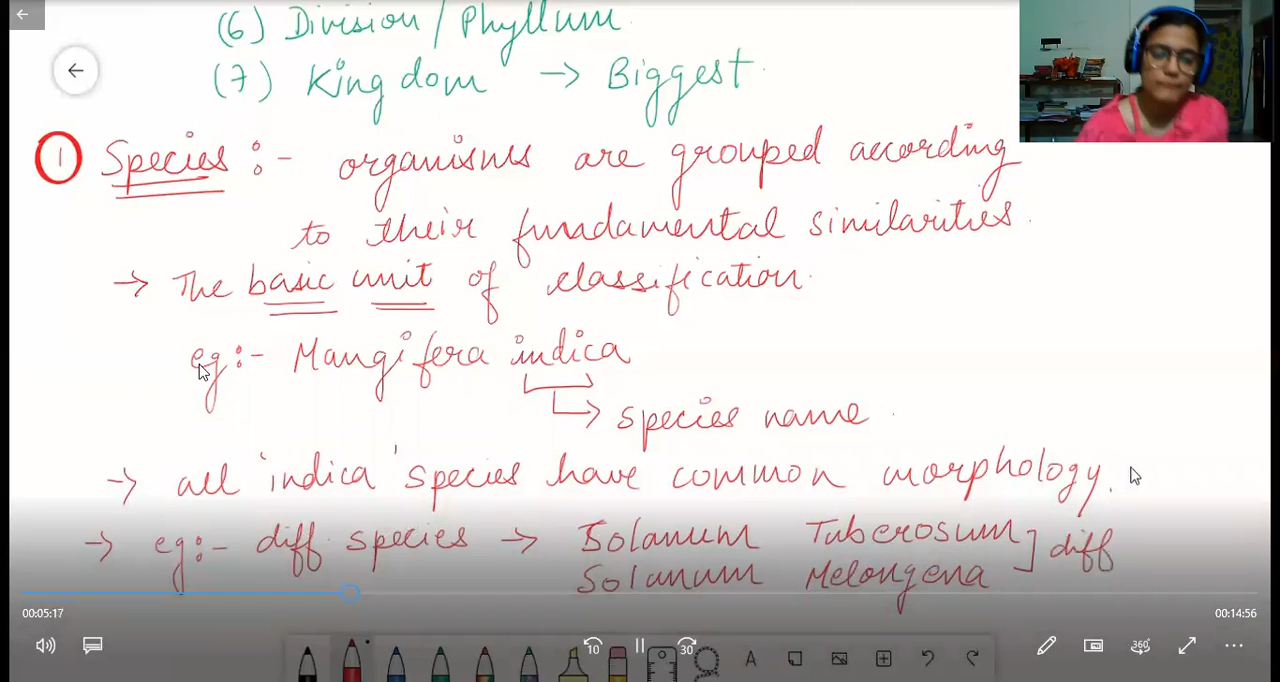 (6) Division / Phyllum
(7) Kingdom → Biggest
① Species :- organisms are grouped according
to their fundamental similarities.
→ The basic unit of classification.
eg:- Mangifera indica
→ species name
→ all 'indica' species have common morphology.
→ eg:- diff. species → Solanum Tuberosum ] diff
Solanum Melongena
00:05:17
00:14:56
10
30
360°
A